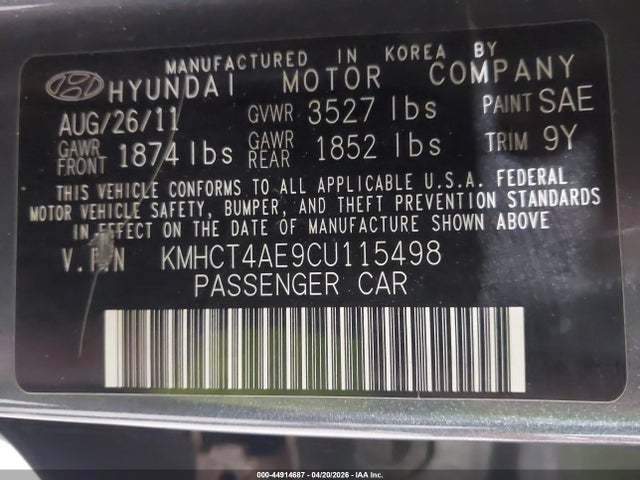 MANUFACTURED IN KOREA BY
HYUNDAI MOTOR COMPANY
AUG/26/11 GVWR 3527 lbs PAINT SAE
GAWR FRONT 1874 lbs GAWR REAR 1852 lbs TRIM 9Y
THIS VEHICLE CONFORMS TO ALL APPLICABLE U.S.A. FEDERAL
MOTOR VEHICLE SAFETY, BUMPER, AND THEFT PREVENTION STANDARDS
IN EFFECT ON THE DATE OF MANUFACTURE SHOWN ABOVE
V.I.N KMHCT4AE9CU115498
PASSENGER CAR
000-44914687 - 04/20/2026 - IAA Inc.